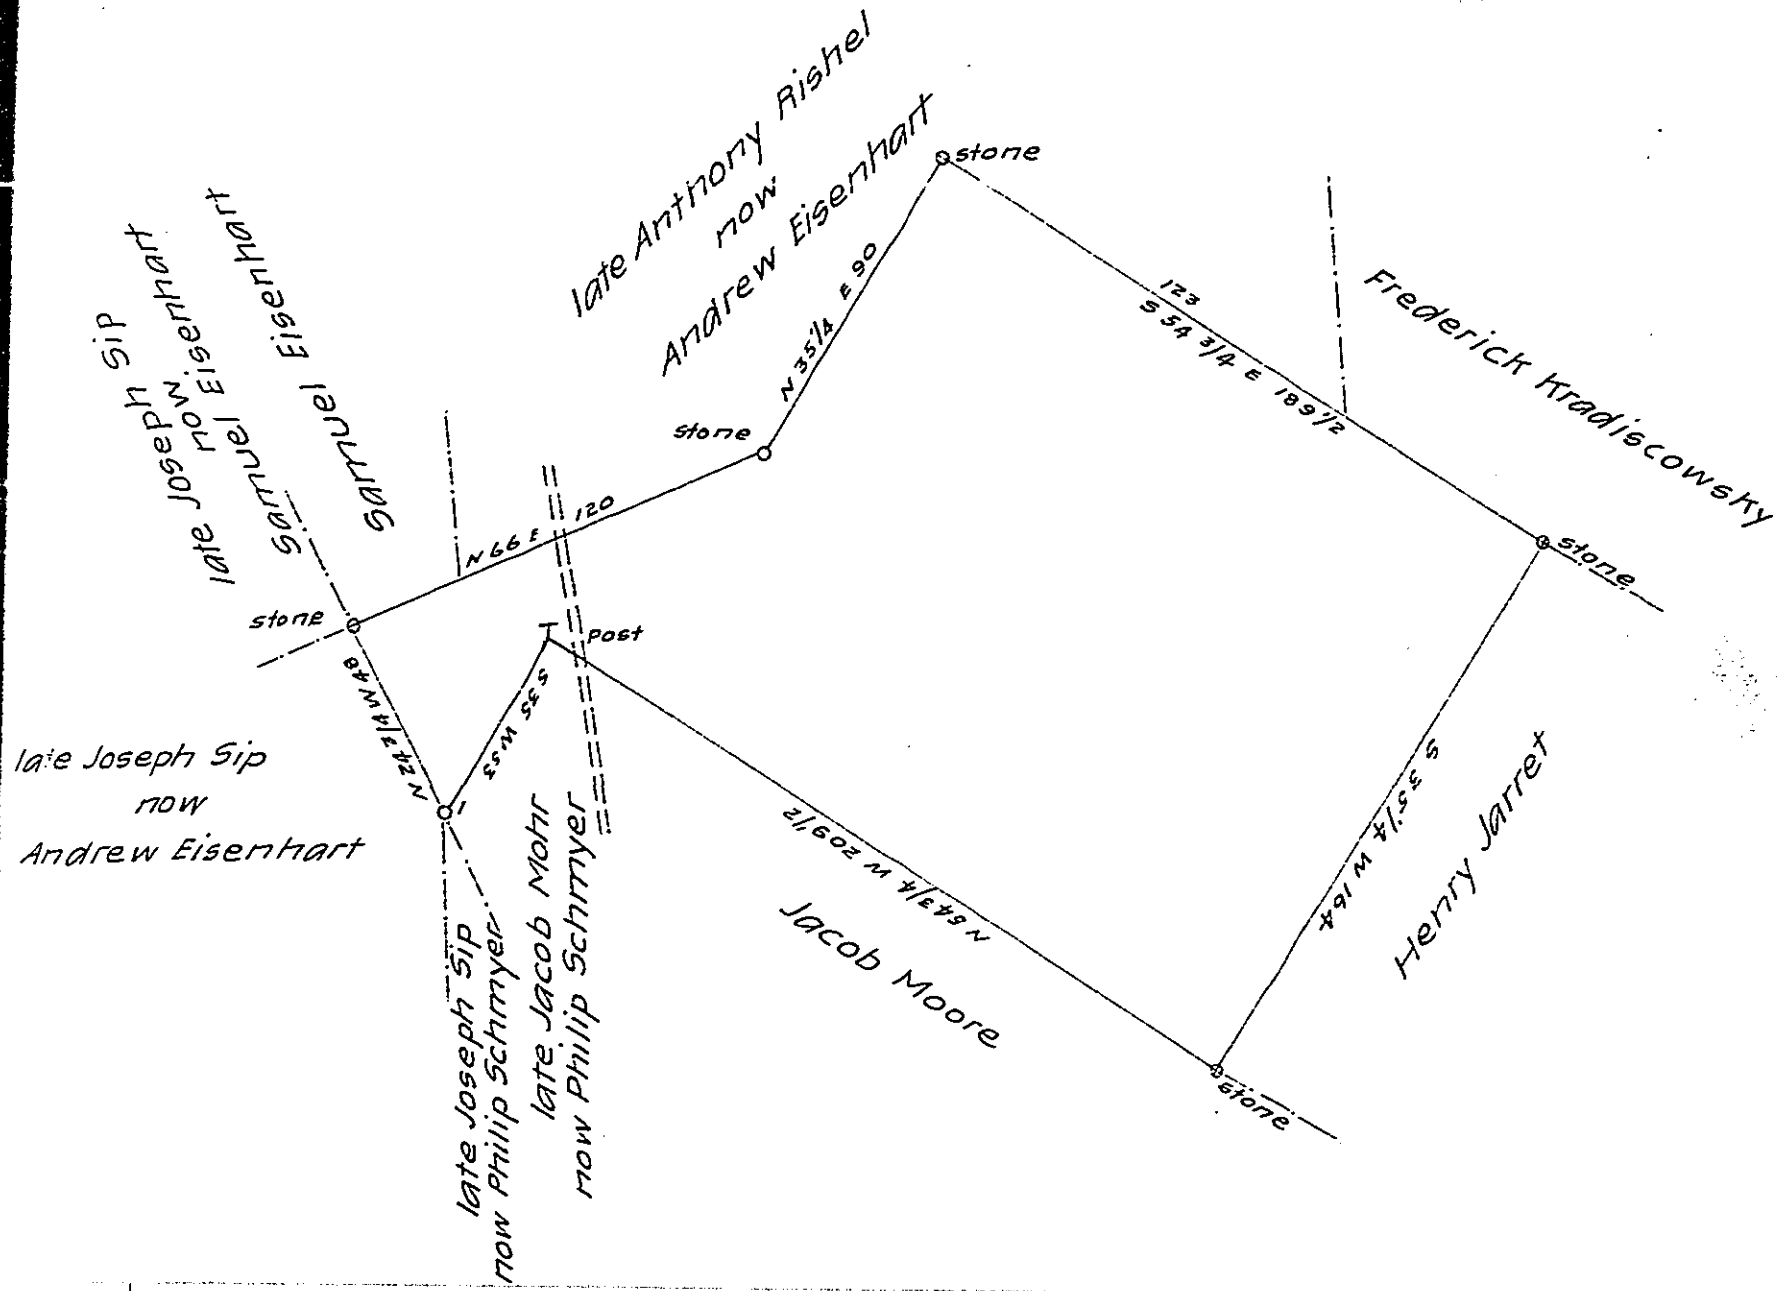 late Anthony Rishel
now
Andrew Eisenhart
stone
late Joseph Sip
now
Samuel Eisenhart
Samuel Eisenhart
N 35 1/4 E 90
123
S 54 3/4 E 189 1/2
Frederick Kradiscowsky
stone
N 66 E 120
stone
stone
Post
N 24 3/4 W 48
S 35 W 53
1
late Joseph Sip
now
Andrew Eisenhart
late Joseph Sip
now Philip Schmyer
late Jacob Mohr
now Philip Schmyer
N 54 3/4 W 209 1/2
Jacob Moore
S 35 1/4 W 164
Henry Jarret
stone